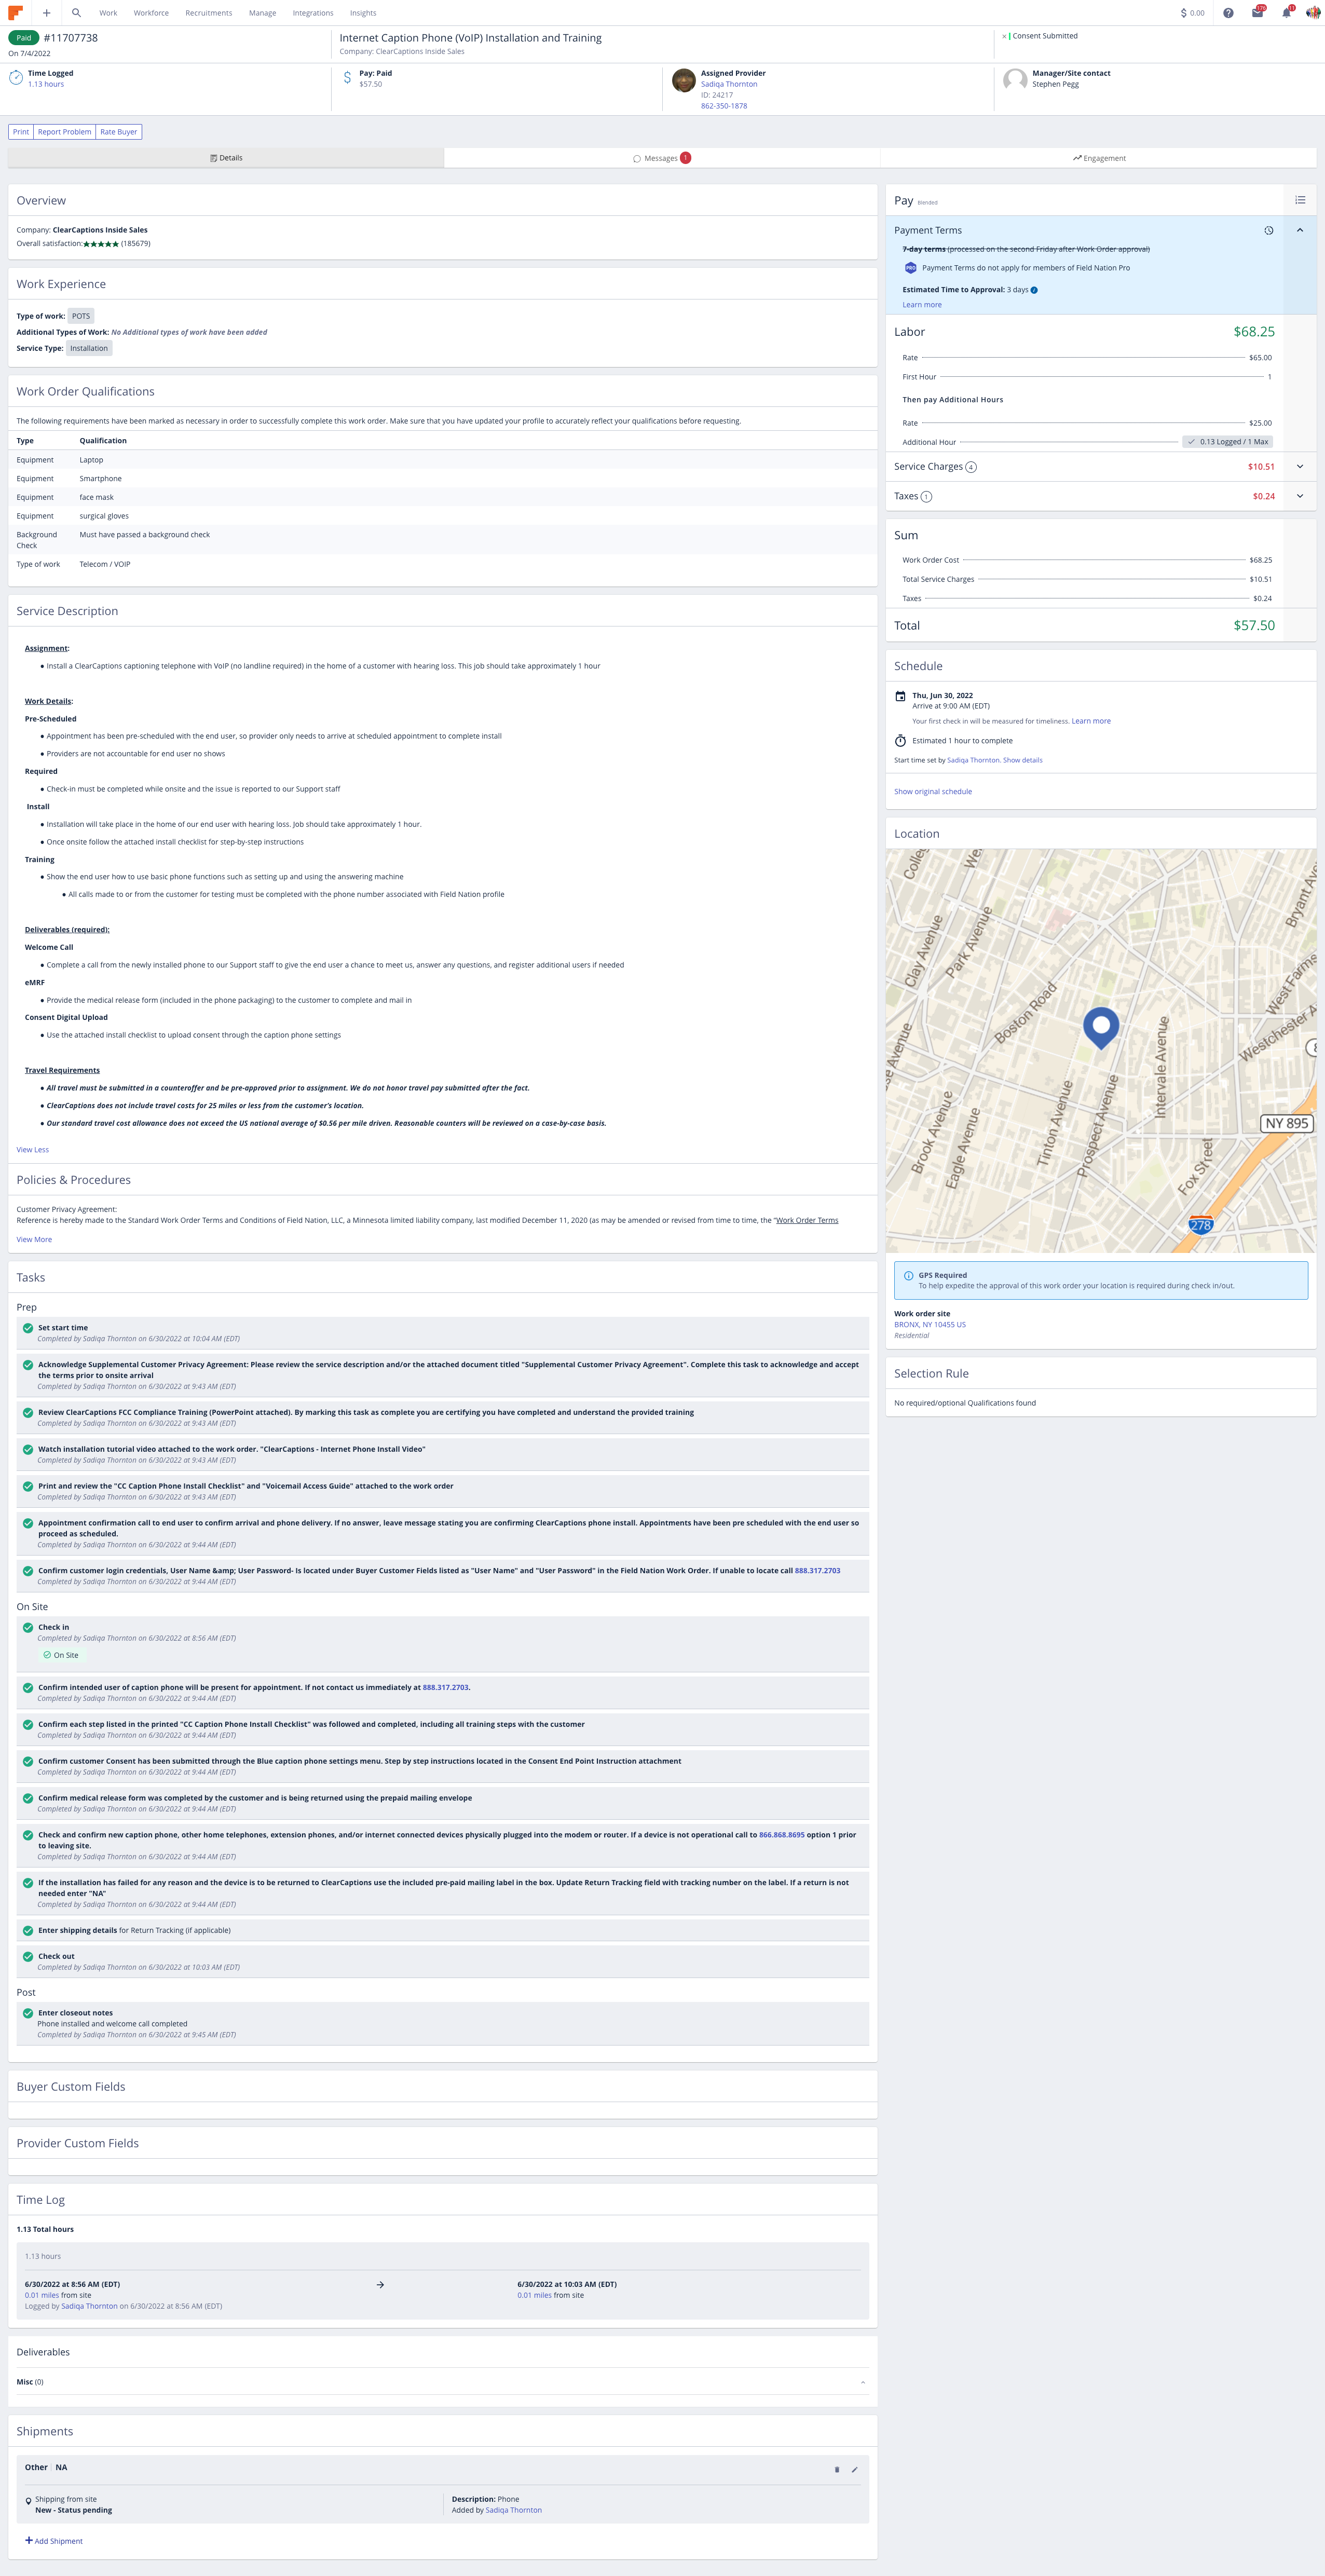 Work Workforce Recruitments Manage Integrations Insights
$ 0.00
Paid #11707738
On 7/4/2022
Internet Caption Phone (VoIP) Installation and Training
Company: ClearCaptions Inside Sales
× | Consent Submitted
Time Logged
1.13 hours
Pay: Paid
$57.50
Assigned Provider
Sadiqa Thornton
ID: 24217
862-350-1878
Manager/Site contact
Stephen Pegg
Print Report Problem Rate Buyer
Details Messages 1 Engagement
Overview
Company: ClearCaptions Inside Sales
Overall satisfaction:★★★★★ (185679)
Work Experience
Type of work: POTS
Additional Types of Work: No Additional types of work have been added
Service Type: Installation
Work Order Qualifications
The following requirements have been marked as necessary in order to successfully complete this work order. Make sure that you have updated your profile to accurately reflect your qualifications before requesting.
Type Qualification
Equipment Laptop
Equipment Smartphone
Equipment face mask
Equipment surgical gloves
Background Must have passed a background check
Check
Type of work Telecom / VOIP
Service Description
Assignment:
● Install a ClearCaptions captioning telephone with VoIP (no landline required) in the home of a customer with hearing loss. This job should take approximately 1 hour
Work Details:
Pre-Scheduled
● Appointment has been pre-scheduled with the end user, so provider only needs to arrive at scheduled appointment to complete install
● Providers are not accountable for end user no shows
Required
● Check-in must be completed while onsite and the issue is reported to our Support staff
Install
● Installation will take place in the home of our end user with hearing loss. Job should take approximately 1 hour.
● Once onsite follow the attached install checklist for step-by-step instructions
Training
● Show the end user how to use basic phone functions such as setting up and using the answering machine
● All calls made to or from the customer for testing must be completed with the phone number associated with Field Nation profile
Deliverables (required):
Welcome Call
● Complete a call from the newly installed phone to our Support staff to give the end user a chance to meet us, answer any questions, and register additional users if needed
eMRF
● Provide the medical release form (included in the phone packaging) to the customer to complete and mail in
Consent Digital Upload
● Use the attached install checklist to upload consent through the caption phone settings
Travel Requirements
● All travel must be submitted in a counteroffer and be pre-approved prior to assignment. We do not honor travel pay submitted after the fact.
● ClearCaptions does not include travel costs for 25 miles or less from the customer's location.
● Our standard travel cost allowance does not exceed the US national average of $0.56 per mile driven. Reasonable counters will be reviewed on a case-by-case basis.
View Less
Policies & Procedures
Customer Privacy Agreement:
Reference is hereby made to the Standard Work Order Terms and Conditions of Field Nation, LLC, a Minnesota limited liability company, last modified December 11, 2020 (as may be amended or revised from time to time, the "Work Order Terms
View More
Tasks
Prep
Set start time
Completed by Sadiqa Thornton on 6/30/2022 at 10:04 AM (EDT)
Acknowledge Supplemental Customer Privacy Agreement: Please review the service description and/or the attached document titled "Supplemental Customer Privacy Agreement". Complete this task to acknowledge and accept
the terms prior to onsite arrival
Completed by Sadiqa Thornton on 6/30/2022 at 9:43 AM (EDT)
Review ClearCaptions FCC Compliance Training (PowerPoint attached). By marking this task as complete you are certifying you have completed and understand the provided training
Completed by Sadiqa Thornton on 6/30/2022 at 9:43 AM (EDT)
Watch installation tutorial video attached to the work order. "ClearCaptions - Internet Phone Install Video"
Completed by Sadiqa Thornton on 6/30/2022 at 9:43 AM (EDT)
Print and review the "CC Caption Phone Install Checklist" and "Voicemail Access Guide" attached to the work order
Completed by Sadiqa Thornton on 6/30/2022 at 9:43 AM (EDT)
Appointment confirmation call to end user to confirm arrival and phone delivery. If no answer, leave message stating you are confirming ClearCaptions phone install. Appointments have been pre scheduled with the end user so
proceed as scheduled.
Completed by Sadiqa Thornton on 6/30/2022 at 9:44 AM (EDT)
Confirm customer login credentials, User Name &amp; User Password- Is located under Buyer Customer Fields listed as "User Name" and "User Password" in the Field Nation Work Order. If unable to locate call 888.317.2703
Completed by Sadiqa Thornton on 6/30/2022 at 9:44 AM (EDT)
On Site
Check in
Completed by Sadiqa Thornton on 6/30/2022 at 8:56 AM (EDT)
On Site
Confirm intended user of caption phone will be present for appointment. If not contact us immediately at 888.317.2703.
Completed by Sadiqa Thornton on 6/30/2022 at 9:44 AM (EDT)
Confirm each step listed in the printed "CC Caption Phone Install Checklist" was followed and completed, including all training steps with the customer
Completed by Sadiqa Thornton on 6/30/2022 at 9:44 AM (EDT)
Confirm customer Consent has been submitted through the Blue caption phone settings menu. Step by step instructions located in the Consent End Point Instruction attachment
Completed by Sadiqa Thornton on 6/30/2022 at 9:44 AM (EDT)
Confirm medical release form was completed by the customer and is being returned using the prepaid mailing envelope
Completed by Sadiqa Thornton on 6/30/2022 at 9:44 AM (EDT)
Check and confirm new caption phone, other home telephones, extension phones, and/or internet connected devices physically plugged into the modem or router. If a device is not operational call to 866.868.8695 option 1 prior
to leaving site.
Completed by Sadiqa Thornton on 6/30/2022 at 9:44 AM (EDT)
If the installation has failed for any reason and the device is to be returned to ClearCaptions use the included pre-paid mailing label in the box. Update Return Tracking field with tracking number on the label. If a return is not
needed enter "NA"
Completed by Sadiqa Thornton on 6/30/2022 at 9:44 AM (EDT)
Enter shipping details for Return Tracking (if applicable)
Check out
Completed by Sadiqa Thornton on 6/30/2022 at 10:03 AM (EDT)
Post
Enter closeout notes
Phone installed and welcome call completed
Completed by Sadiqa Thornton on 6/30/2022 at 9:45 AM (EDT)
Buyer Custom Fields
Provider Custom Fields
Time Log
1.13 Total hours
1.13 hours
6/30/2022 at 8:56 AM (EDT) → 6/30/2022 at 10:03 AM (EDT)
0.01 miles from site 0.01 miles from site
Logged by Sadiqa Thornton on 6/30/2022 at 8:56 AM (EDT)
Deliverables
Misc (0)
Shipments
Other | NA
Shipping from site
New - Status pending
Description: Phone
Added by Sadiqa Thornton
+ Add Shipment
Pay Blended
Payment Terms
7-day terms (processed on the second Friday after Work Order approval)
PRO Payment Terms do not apply for members of Field Nation Pro
Estimated Time to Approval: 3 days
Learn more
Labor $68.25
Rate $65.00
First Hour 1
Then pay Additional Hours
Rate $25.00
Additional Hour 0.13 Logged / 1 Max
Service Charges 4 $10.51
Taxes 1 $0.24
Sum
Work Order Cost $68.25
Total Service Charges $10.51
Taxes $0.24
Total $57.50
Schedule
Thu, Jun 30, 2022
Arrive at 9:00 AM (EDT)
Your first check in will be measured for timeliness. Learn more
Estimated 1 hour to complete
Start time set by Sadiqa Thornton. Show details
Show original schedule
Location
Clay Avenue
Park Avenue
Boston Road
Bryant Av
West Farms
Westchester A
Intervale Avenue
Prospect Avenue
Tinton Avenue
Eagle Avenue
Brook Avenue
Fox Street
NY 895
278
GPS Required
To help expedite the approval of this work order your location is required during check in/out.
Work order site
BRONX, NY 10455 US
Residential
Selection Rule
No required/optional Qualifications found